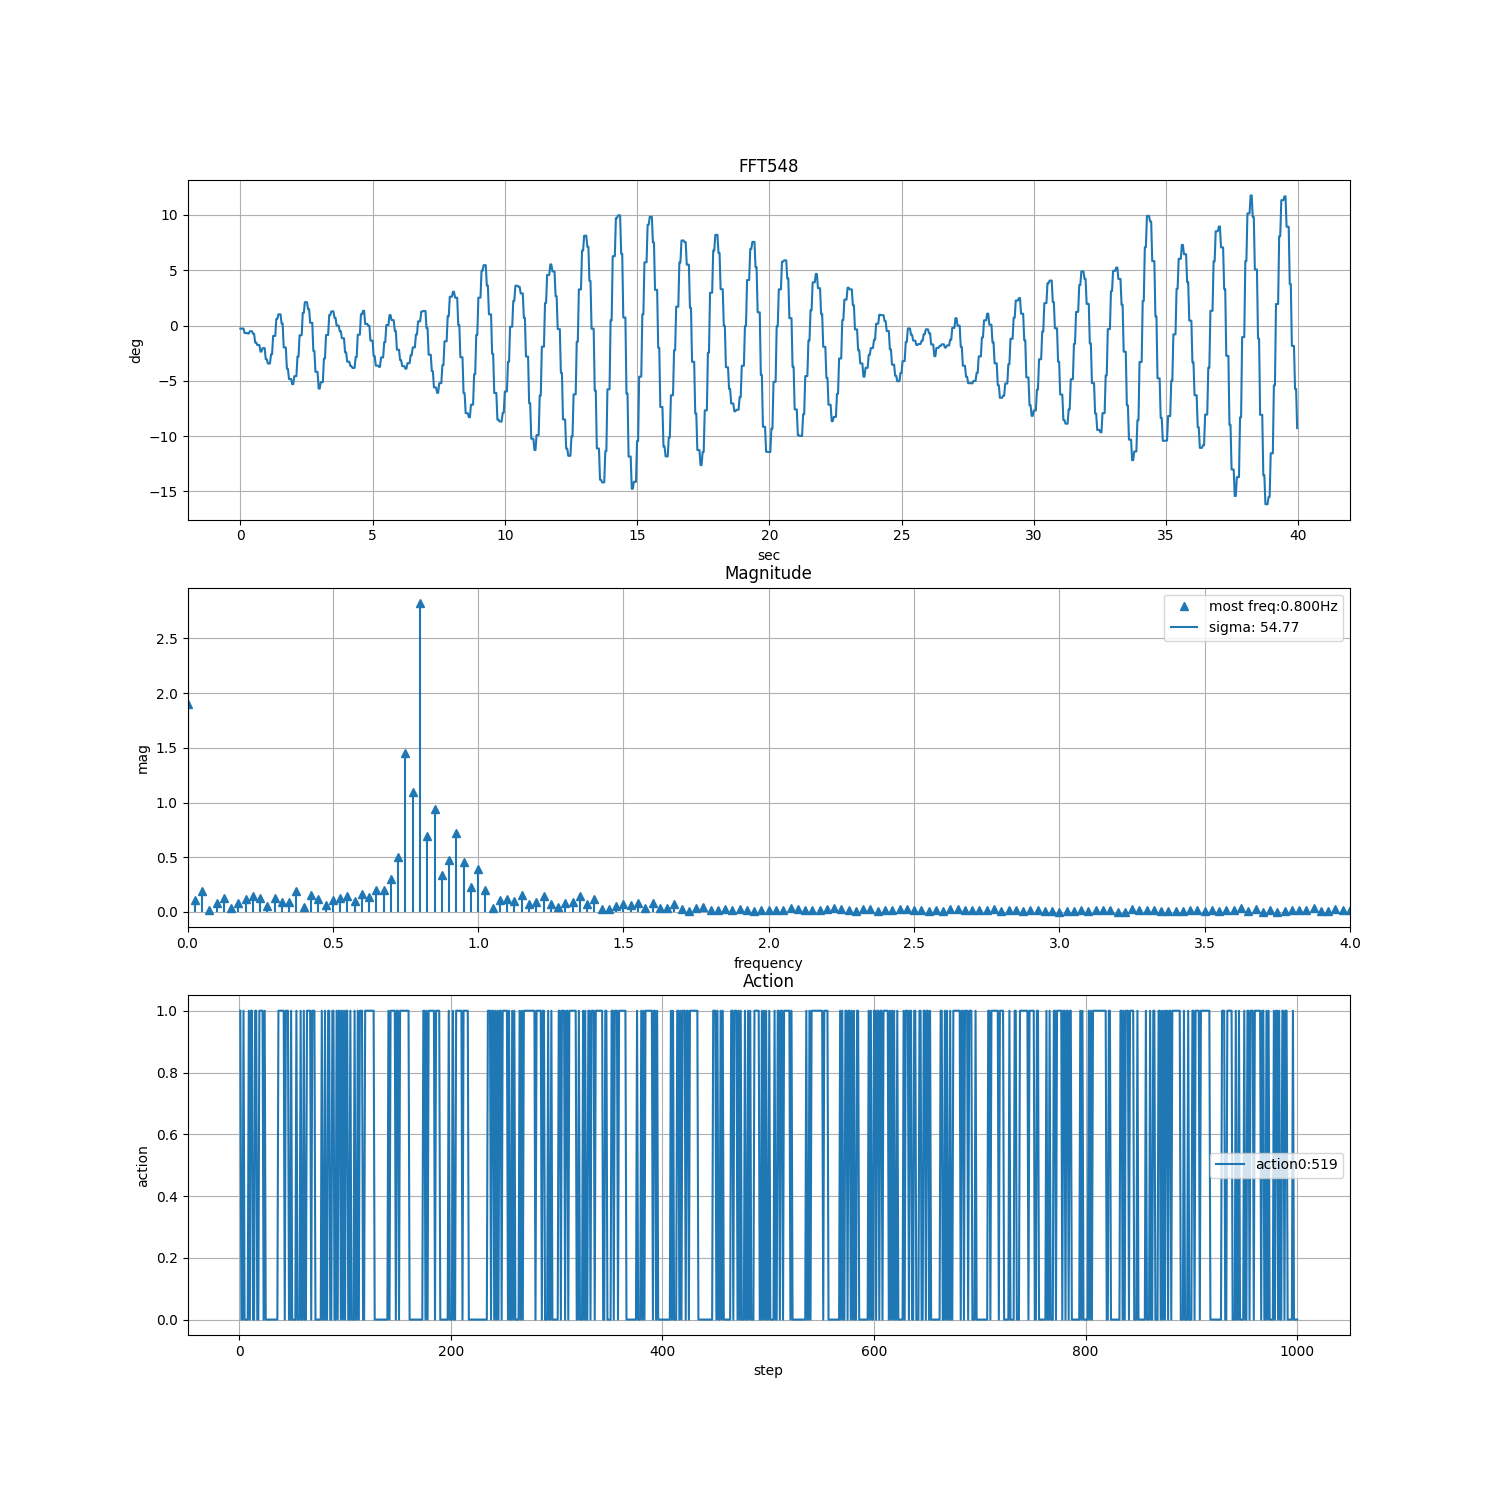 FFT548
10
5
0
−5
−10
−15
deg
0 5 10 15 20 25 30 35 40
sec
Magnitude
most freq:0.800Hz
sigma: 54.77
2.5
2.0
1.5
1.0
0.5
0.0
mag
0.0 0.5 1.0 1.5 2.0 2.5 3.0 3.5 4.0
frequency
Action
1.0
0.8
0.6
0.4
0.2
0.0
action
action0:519
0 200 400 600 800 1000
step